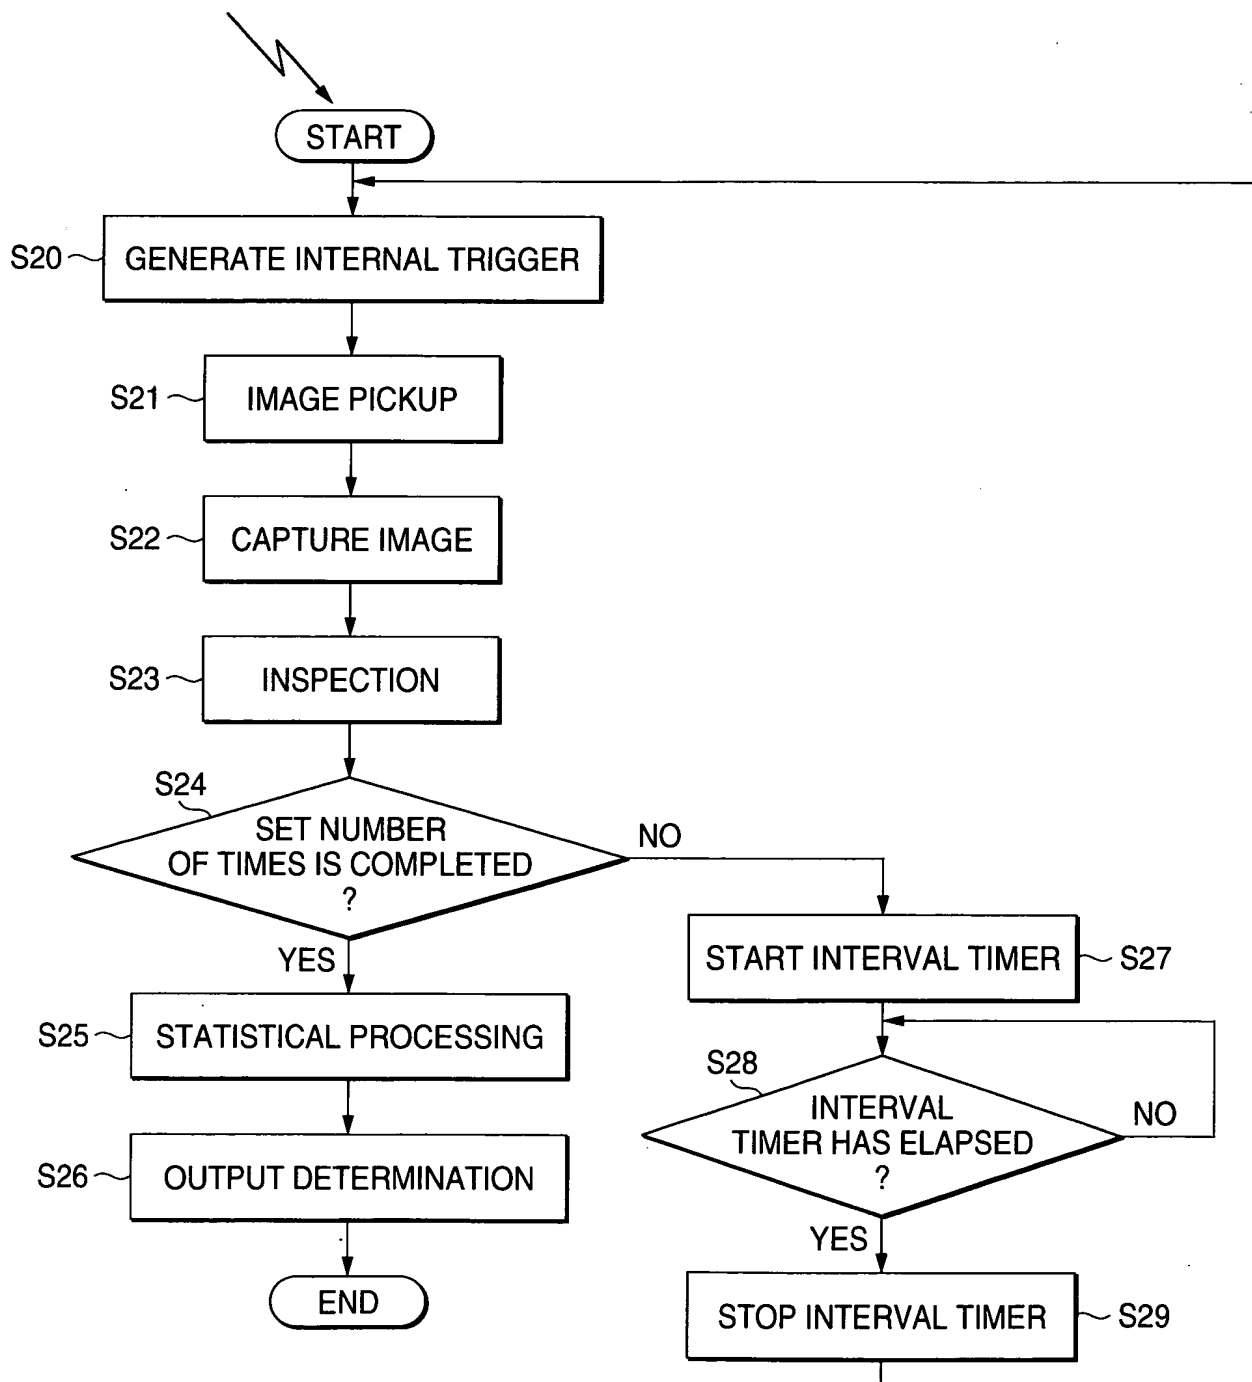 START
S20
GENERATE INTERNAL TRIGGER
S21
IMAGE PICKUP
S22
CAPTURE IMAGE
S23
INSPECTION
S24
SET NUMBER
OF TIMES IS COMPLETED
?
NO
YES
S25
STATISTICAL PROCESSING
S26
OUTPUT DETERMINATION
END
START INTERVAL TIMER
S27
S28
INTERVAL
TIMER HAS ELAPSED
?
NO
YES
STOP INTERVAL TIMER
S29